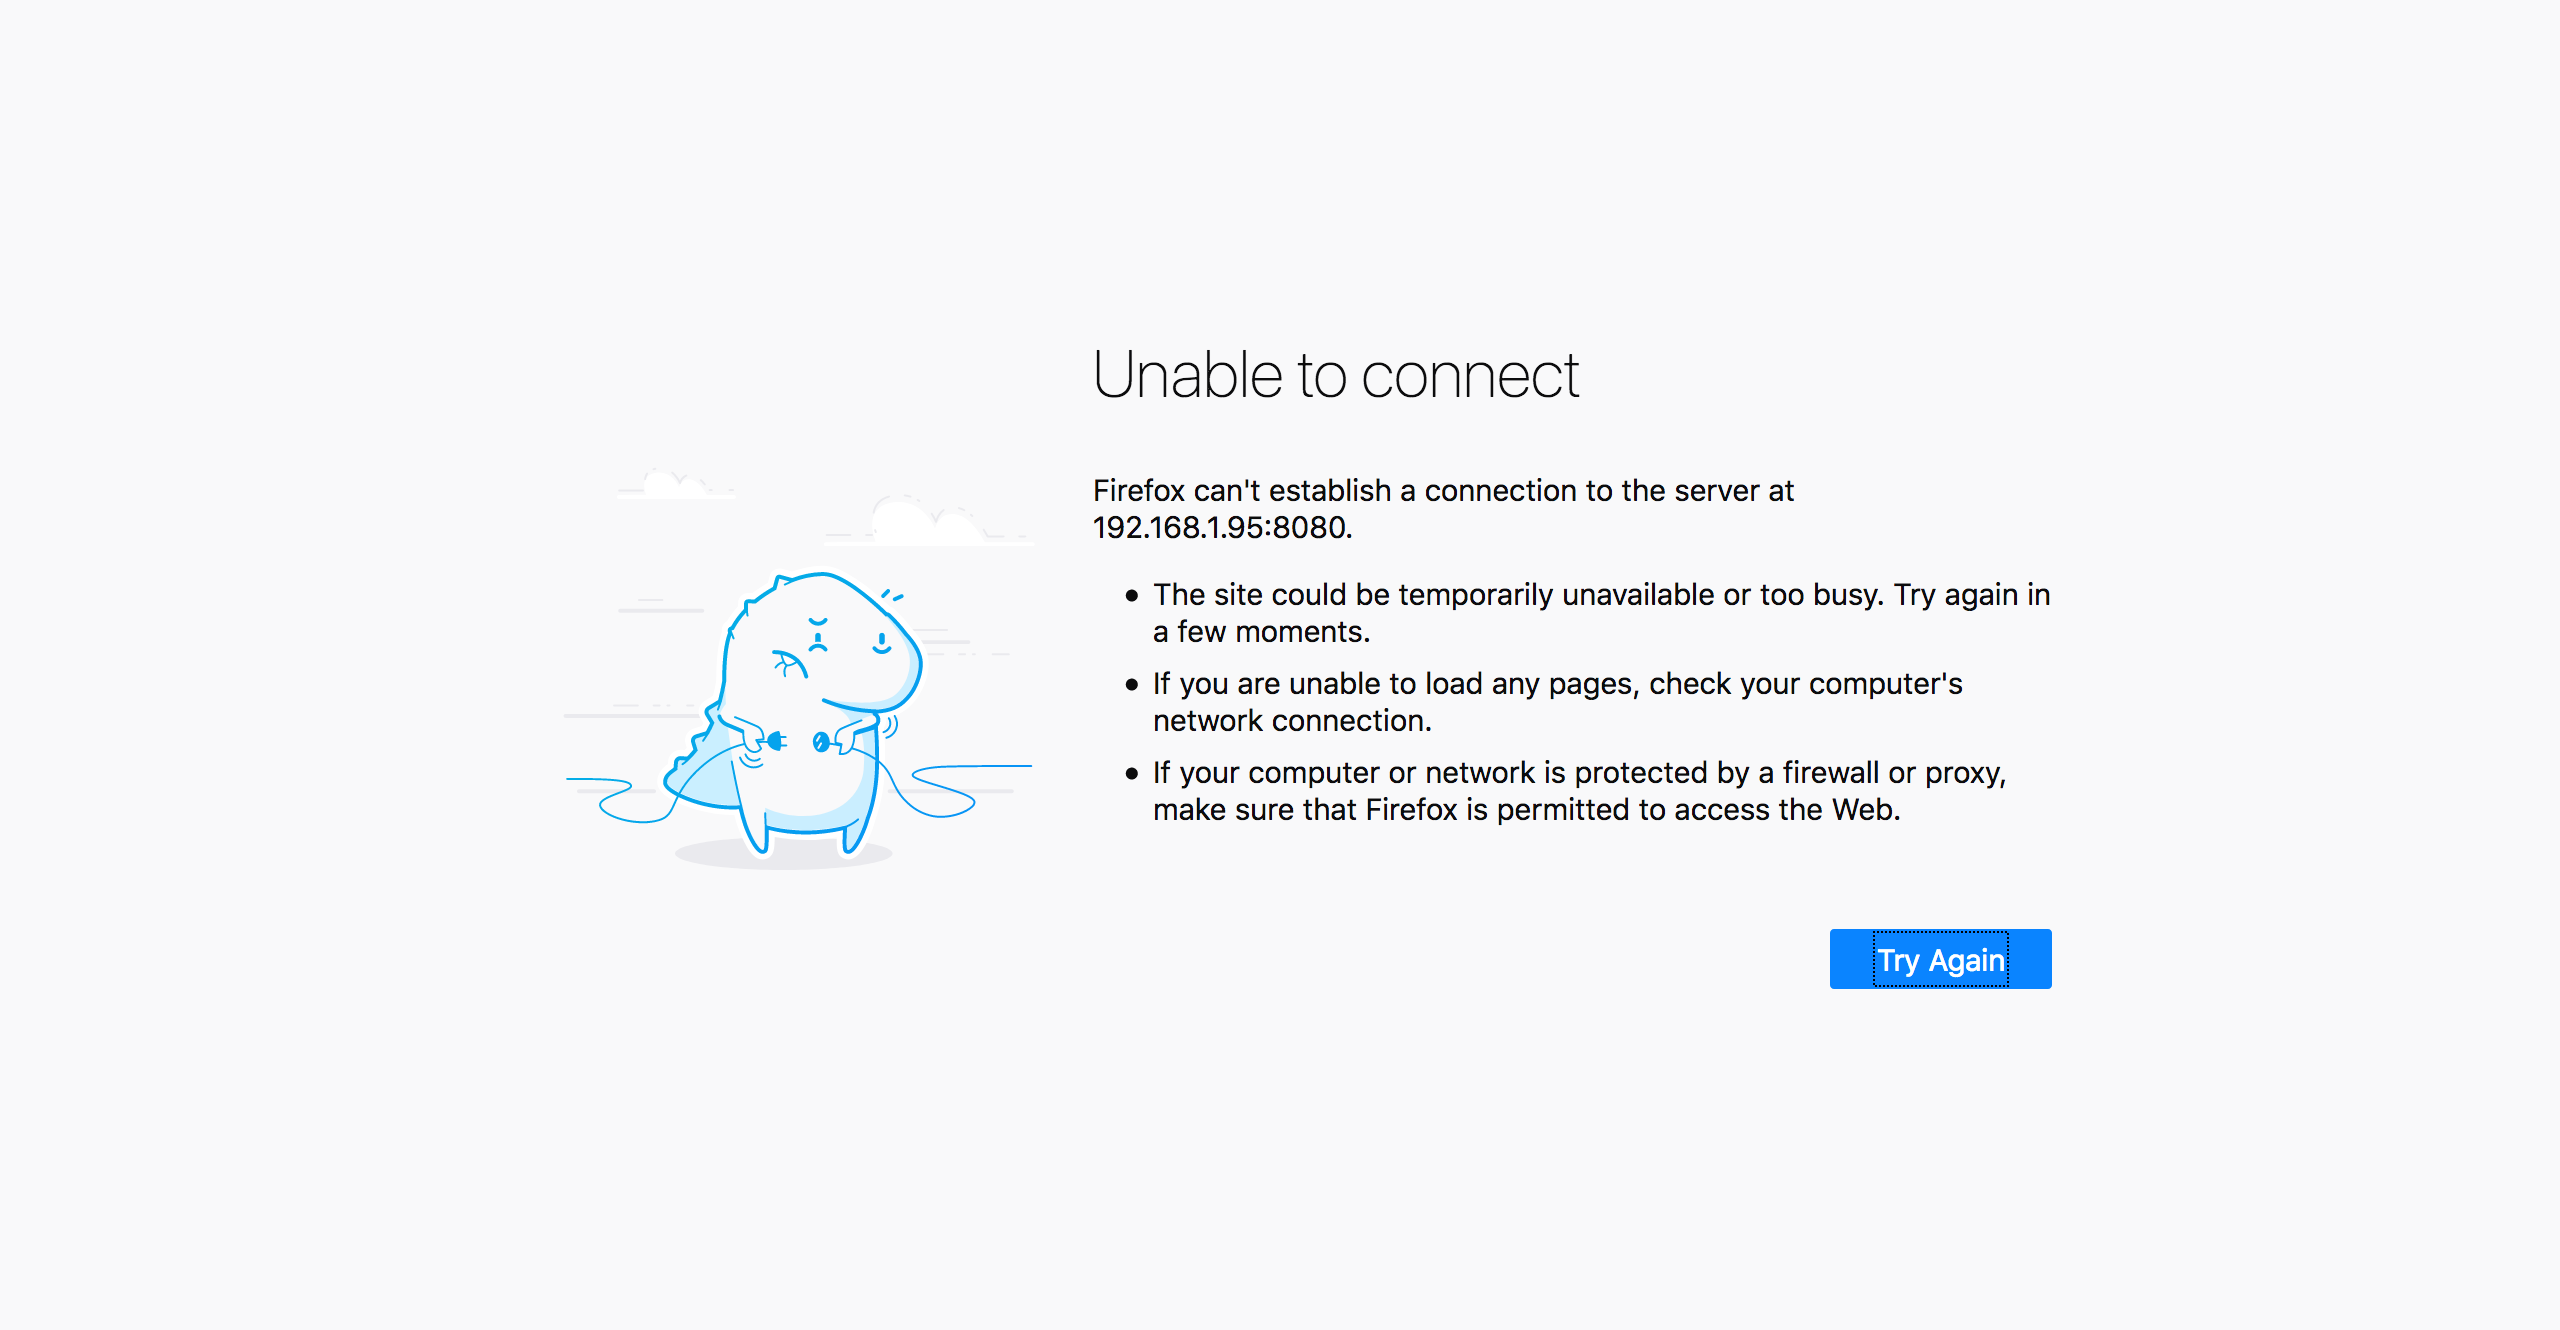 Unable to connect
Firefox can't establish a connection to the server at
192.168.1.95:8080.
• The site could be temporarily unavailable or too busy. Try again in
a few moments.
• If you are unable to load any pages, check your computer's
network connection.
• If your computer or network is protected by a firewall or proxy,
make sure that Firefox is permitted to access the Web.
Try Again